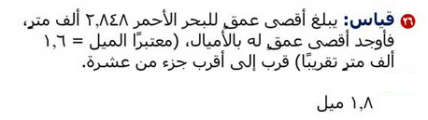 ٣٦ قياس: يبلغ أقصى عمق للبحر الأحمر ٢,٨٤٨ ألف متر،
فأوجد أقصى عمق له بالأميال، (معتبرًا الميل = ١,٦
ألف متر تقريبًا) قرب إلى أقرب جزء من عشرة.
١,٨ ميل